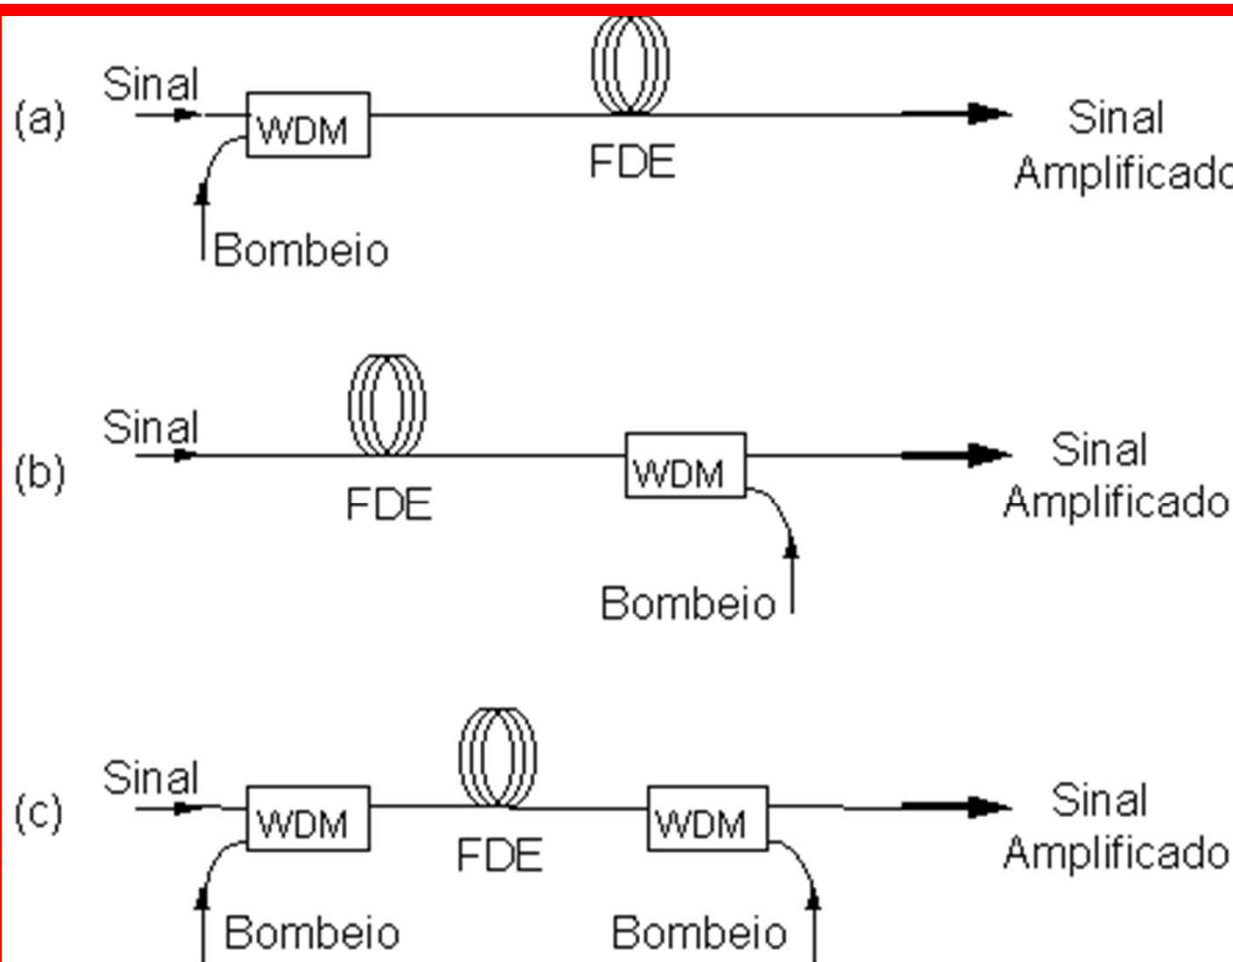 (a)
Sinal
WDM
Bombeio
FDE
Sinal
Amplificado
(b)
Sinal
FDE
WDM
Bombeio
Sinal
Amplificado
(c)
Sinal
WDM
Bombeio
FDE
WDM
Bombeio
Sinal
Amplificado